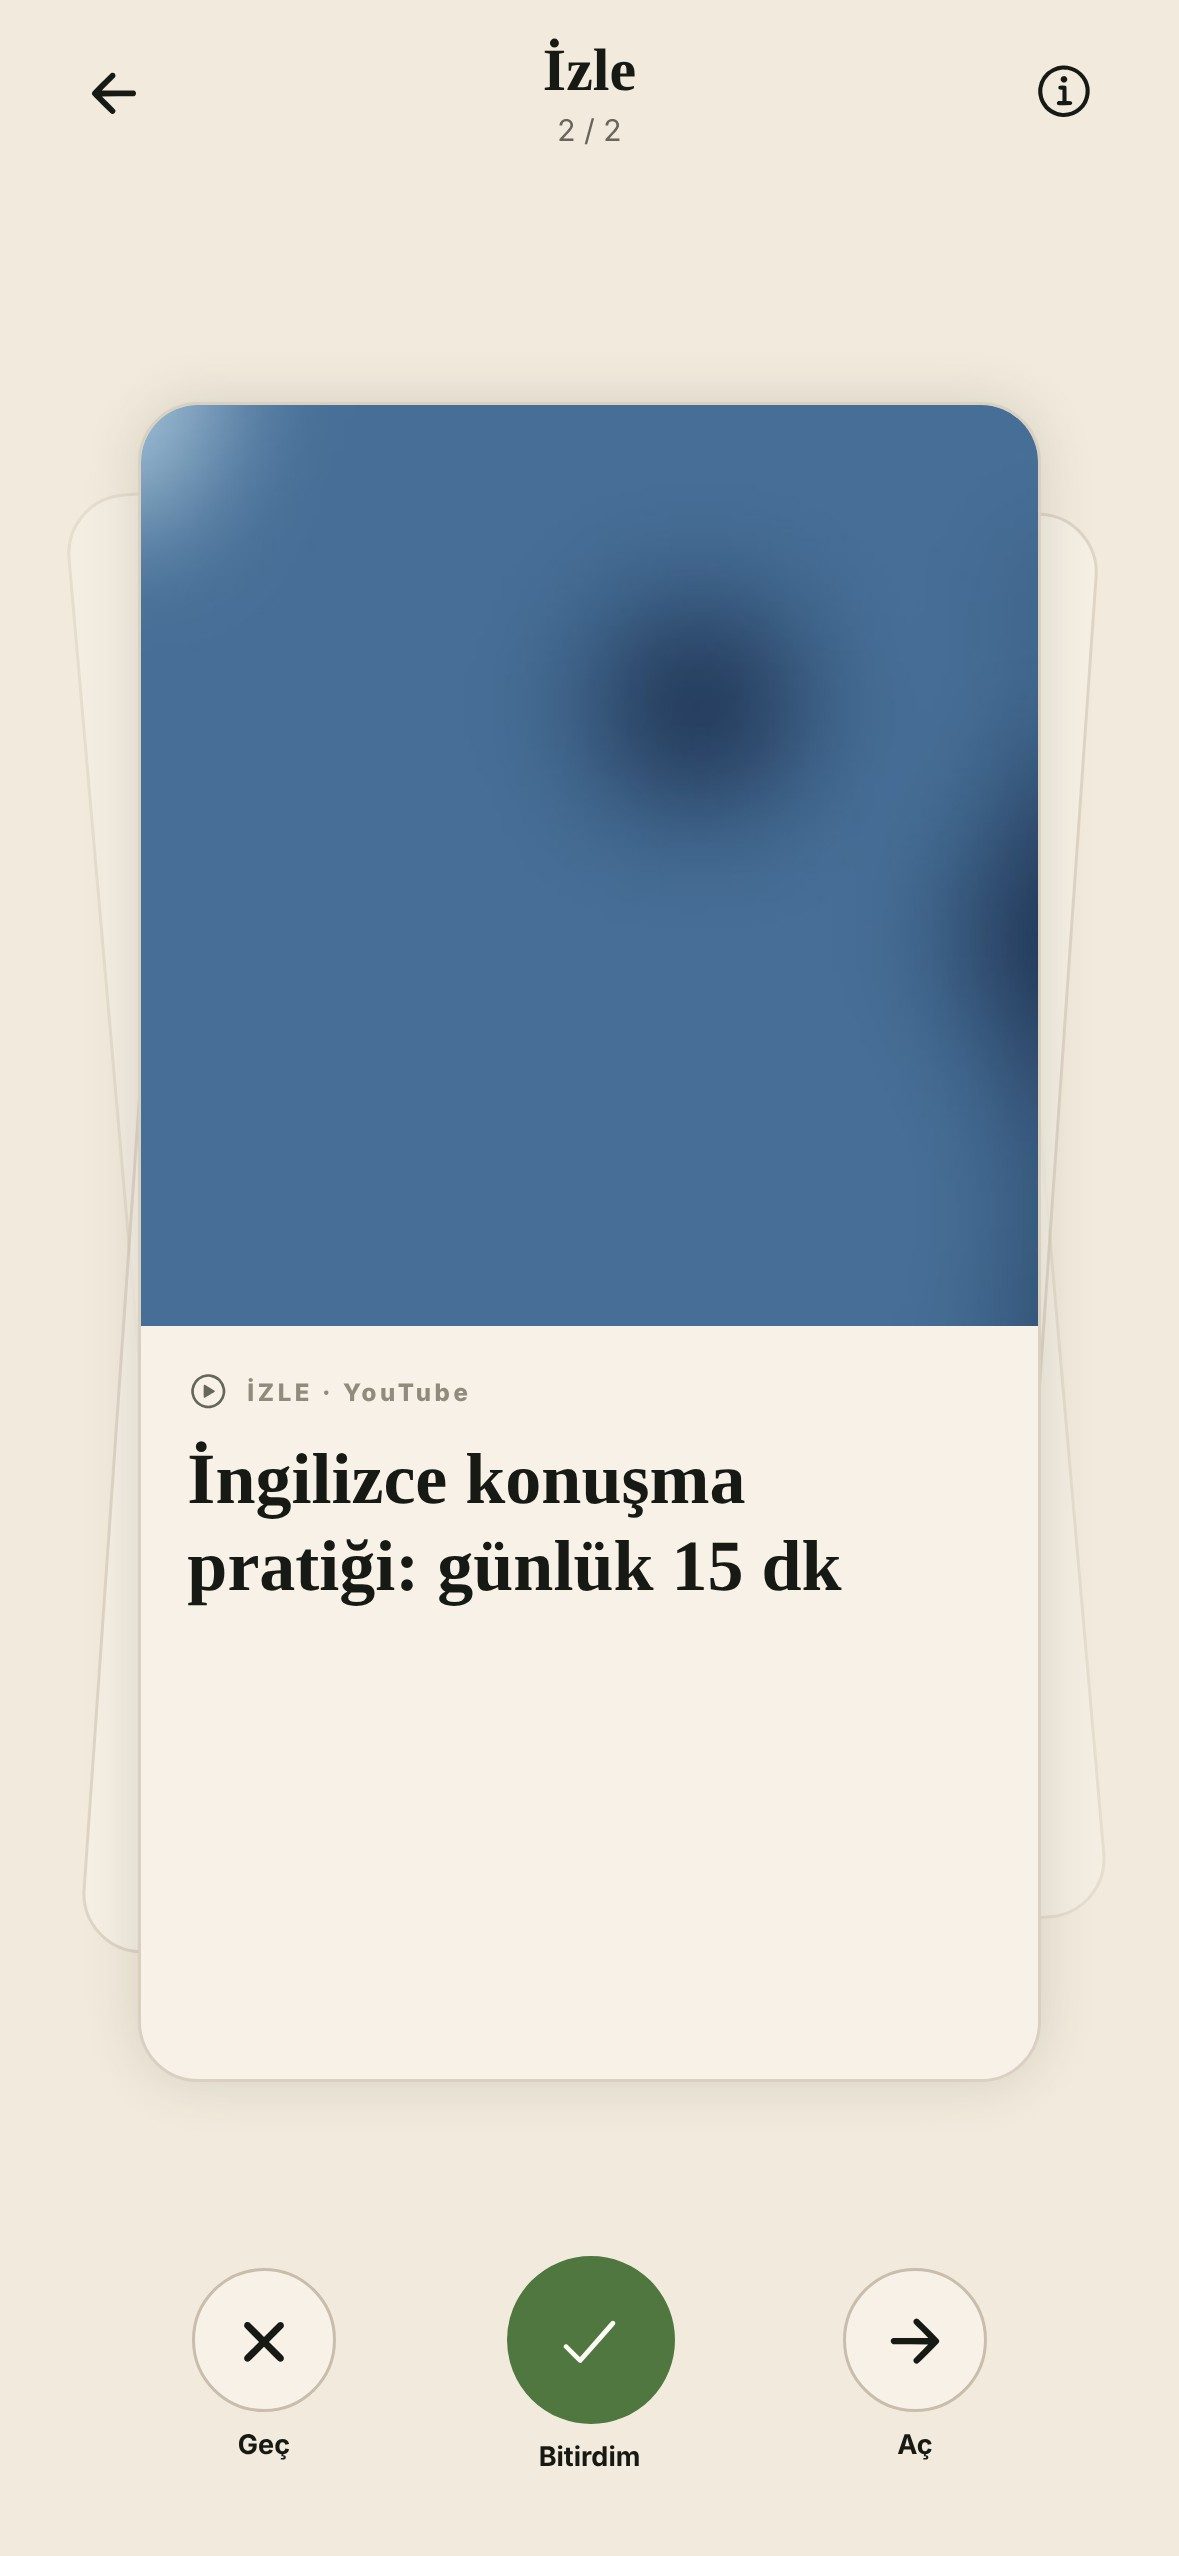 İzle
2 / 2
İZLE · YouTube
İngilizce konuşma
pratiği: günlük 15 dk
Geç
Bitirdim
Aç